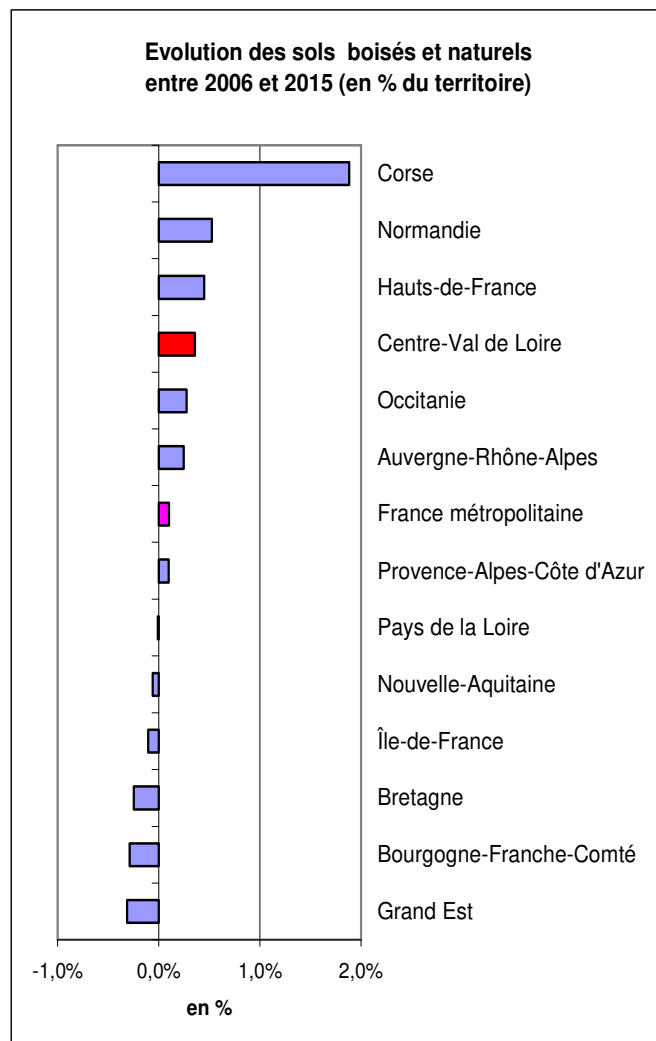 Evolution des sols boisés et naturels
entre 2006 et 2015 (en % du territoire)
Corse
Normandie
Hauts-de-France
Centre-Val de Loire
Occitanie
Auvergne-Rhône-Alpes
France métropolitaine
Provence-Alpes-Côte d'Azur
Pays de la Loire
Nouvelle-Aquitaine
Île-de-France
Bretagne
Bourgogne-Franche-Comté
Grand Est
-1,0% 0,0% 1,0% 2,0%
en %